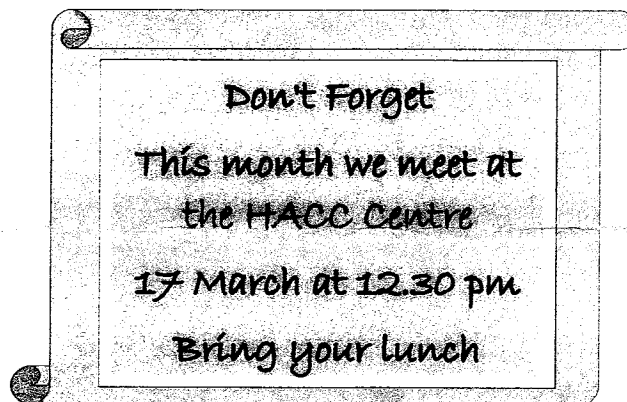 Don't Forget
This month we meet at
the HACC Centre
17 March at 12.30 pm
Bring your lunch